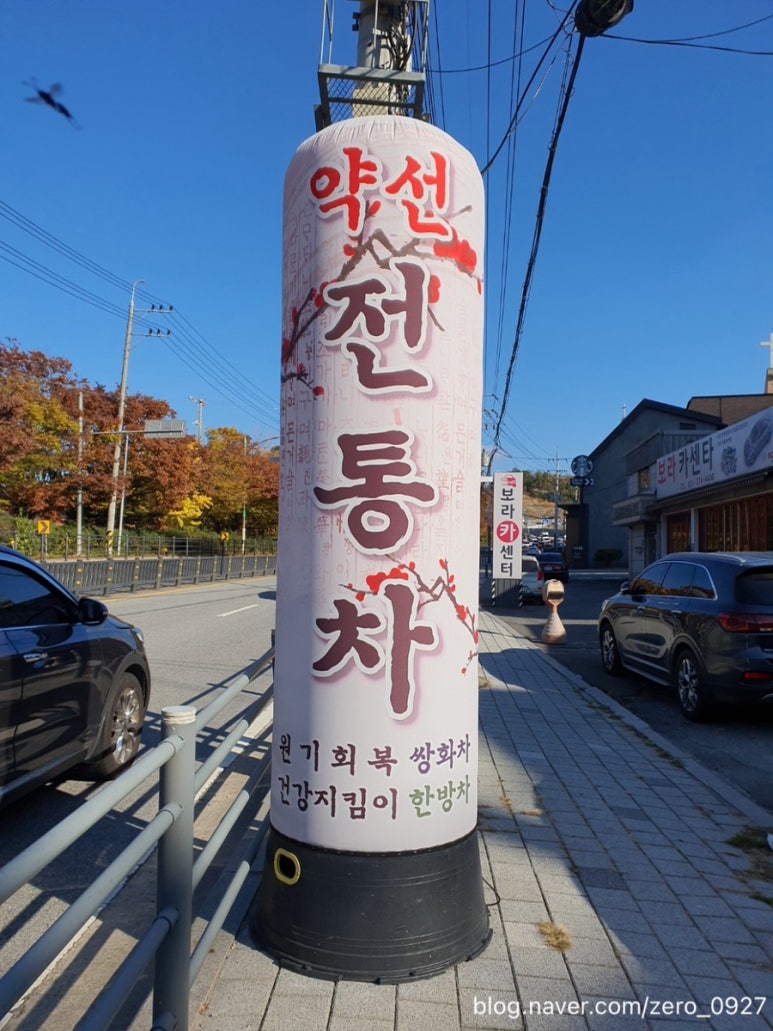 약선
전통차
원기회복 쌍화차
건강지킴이 한방차
보라카센타
보라카센터
blog.naver.com/zero_0927